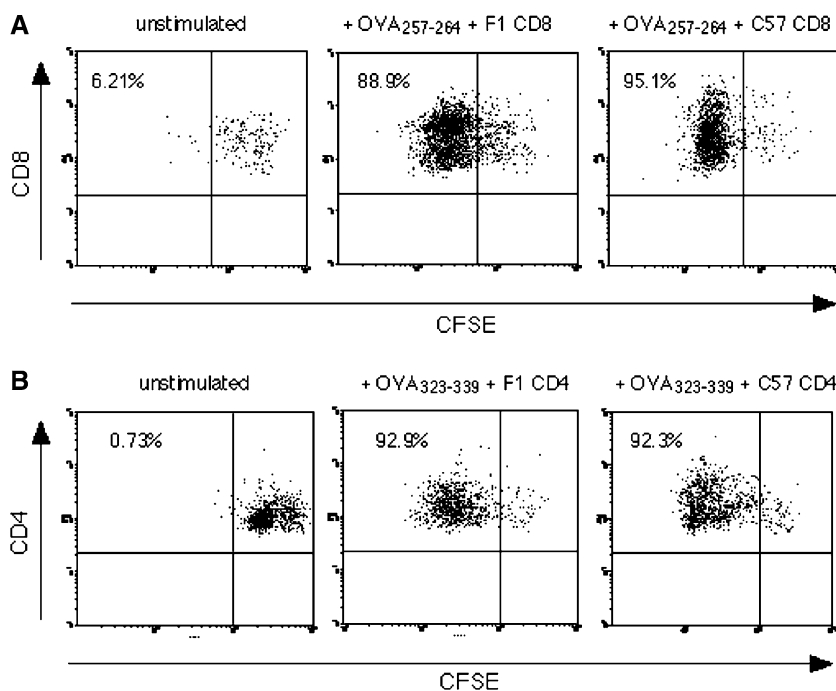 A
unstimulated
+ OVA257-264 + F1 CD8
+ OVA257-264 + C57 CD8
6.21%
88.9%
95.1%
CD8
CFSE
B
unstimulated
+ OVA323-339 + F1 CD4
+ OVA323-339 + C57 CD4
0.73%
92.9%
92.3%
CD4
CFSE